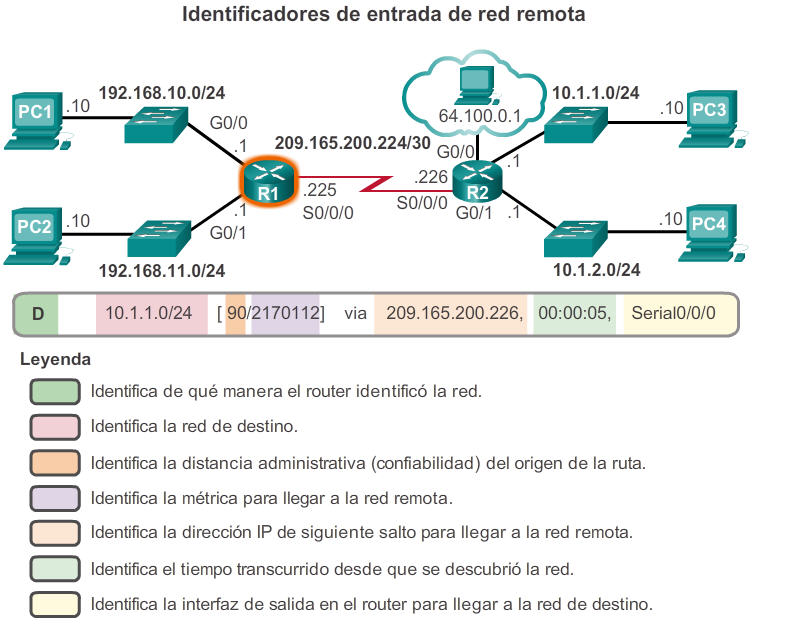 Identificadores de entrada de red remota
192.168.10.0/24
10.1.1.0/24
PC1
.10
G0/0
.1
64.100.0.1
.10
PC3
209.165.200.224/30
G0/0
.1
R1
.225
S0/0/0
.226
S0/0/0
R2
G0/1
.1
PC2
.10
.1
G0/1
.10
PC4
192.168.11.0/24
10.1.2.0/24
D 10.1.1.0/24 [ 90/2170112] via 209.165.200.226, 00:00:05, Serial0/0/0
Leyenda
Identifica de qué manera el router identificó la red.
Identifica la red de destino.
Identifica la distancia administrativa (confiabilidad) del origen de la ruta.
Identifica la métrica para llegar a la red remota.
Identifica la dirección IP de siguiente salto para llegar a la red remota.
Identifica el tiempo transcurrido desde que se descubrió la red.
Identifica la interfaz de salida en el router para llegar a la red de destino.